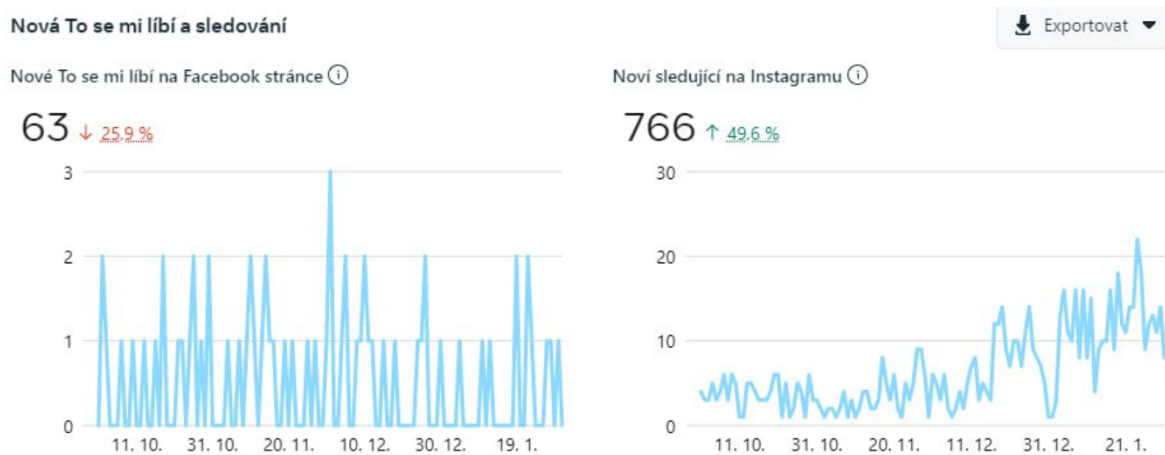 Nová To se mi líbí a sledování
Exportovat
Nové To se mi líbí na Facebook stránce
63 ↓ 25,9 %
3
2
1
0
11. 10. 31. 10. 20. 11. 10. 12. 30. 12. 19. 1.
Noví sledující na Instagramu
766 ↑ 49,6 %
30
20
10
0
11. 10. 31. 10. 20. 11. 11. 12. 31. 12. 21. 1.